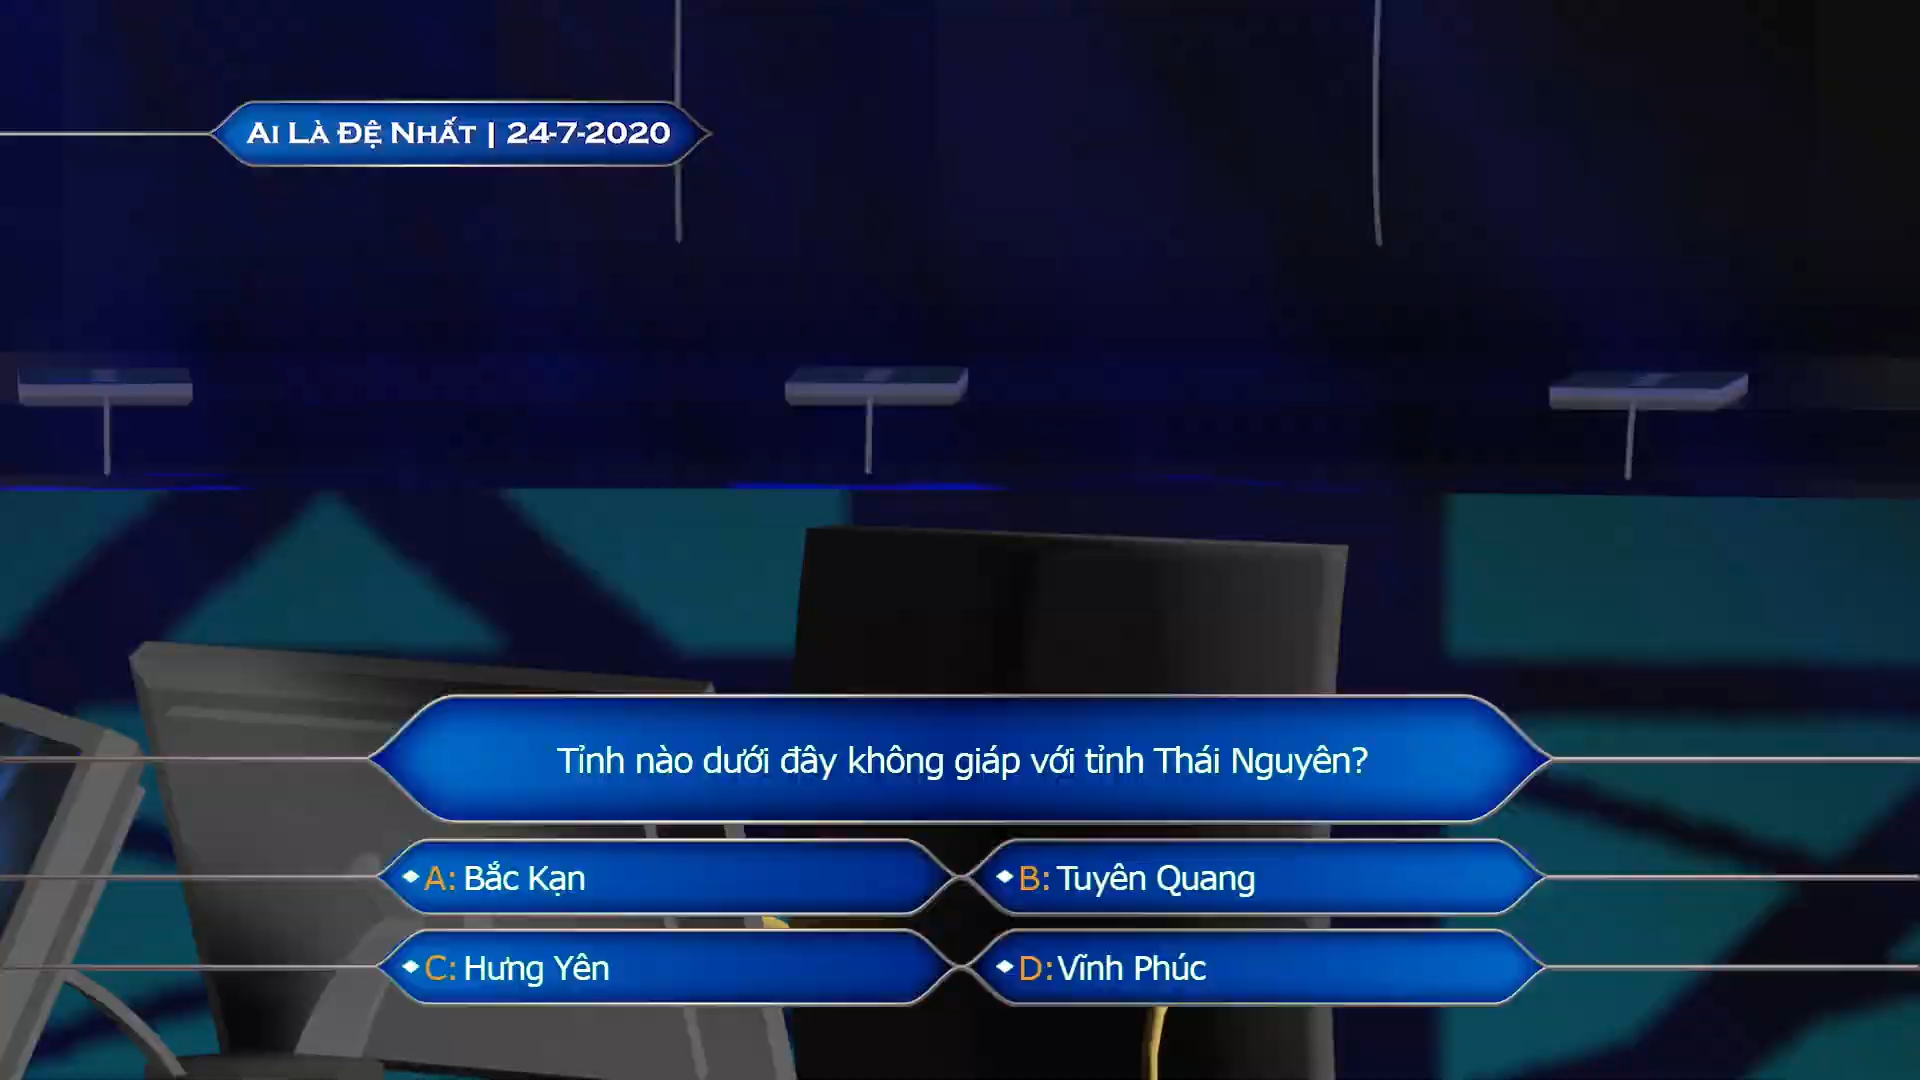 Ai Là Đệ Nhất | 24-7-2020
Tỉnh nào dưới đây không giáp với tỉnh Thái Nguyên?
A: Bắc Kạn
B: Tuyên Quang
C: Hưng Yên
D: Vĩnh Phúc